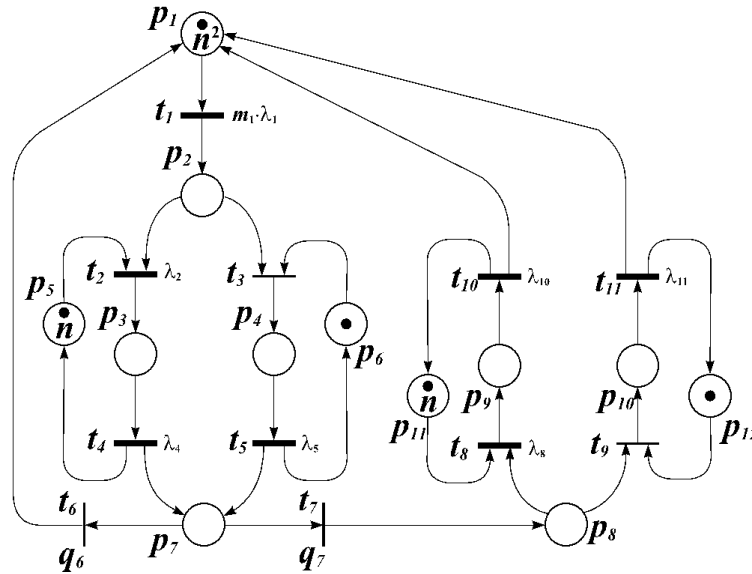 p₁
n²
t₁ m₁·λ₁
p₂
t₂ λ₂ t₃ t₁₀ λ₁₀ t₁₁ λ₁₁
p₅ p₃ p₄ p₆
n
p₉ p₁₀
n
p₁₁ p₁₂
t₄ λ₄ t₅ λ₅ t₈ λ₈ t₉
t₆ t₇
q₆ p₇ q₇ p₈